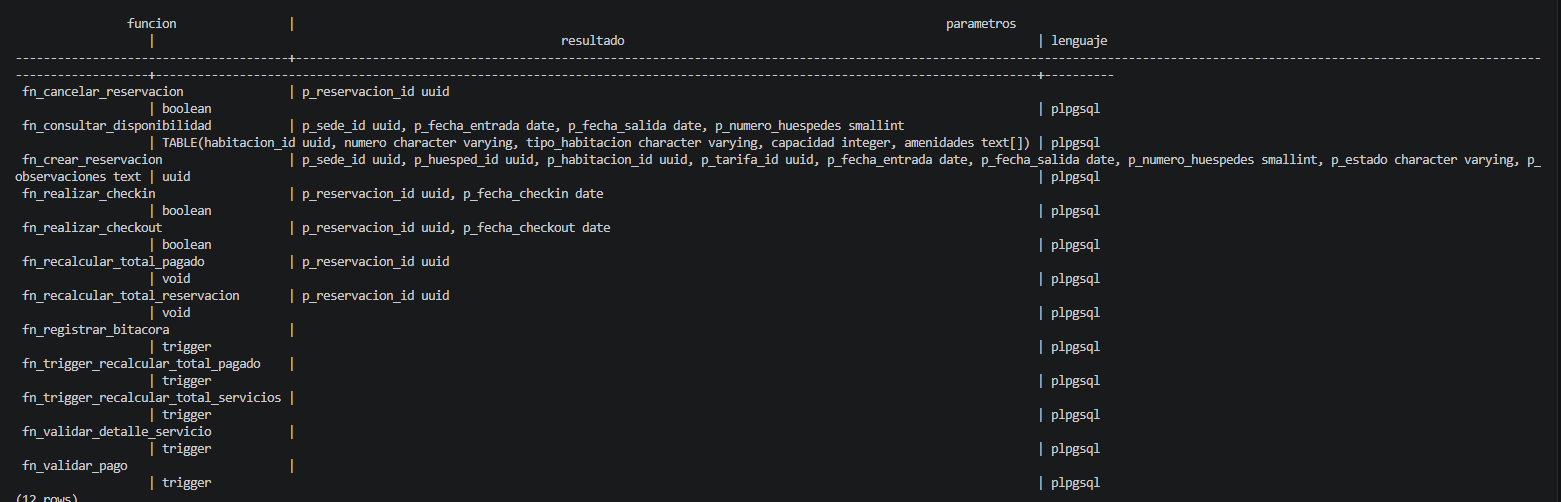 funcion | parametros
| resultado | lenguaje
-------------------------------------+-------------------------------------------------------------------------------------------------------------------------------------------------------------------------
------------------+-----------------------------------------------------------------------------------------------------------------------+----------
fn_cancelar_reservacion | p_reservacion_id uuid
| boolean | plpgsql
fn_consultar_disponibilidad | p_sede_id uuid, p_fecha_entrada date, p_fecha_salida date, p_numero_huespedes smallint
| TABLE(habitacion_id uuid, numero character varying, tipo_habitacion character varying, capacidad integer, amenidades text[]) | plpgsql
fn_crear_reservacion | p_sede_id uuid, p_huesped_id uuid, p_habitacion_id uuid, p_tarifa_id uuid, p_fecha_entrada date, p_fecha_salida date, p_numero_huespedes smallint, p_estado character varying, p_
observaciones text | uuid | plpgsql
fn_realizar_checkin | p_reservacion_id uuid, p_fecha_checkin date
| boolean | plpgsql
fn_realizar_checkout | p_reservacion_id uuid, p_fecha_checkout date
| boolean | plpgsql
fn_recalcular_total_pagado | p_reservacion_id uuid
| void | plpgsql
fn_recalcular_total_reservacion | p_reservacion_id uuid
| void | plpgsql
fn_registrar_bitacora |
| trigger | plpgsql
fn_trigger_recalcular_total_pagado |
| trigger | plpgsql
fn_trigger_recalcular_total_servicios |
| trigger | plpgsql
fn_validar_detalle_servicio |
| trigger | plpgsql
fn_validar_pago |
| trigger | plpgsql
(12 rows)